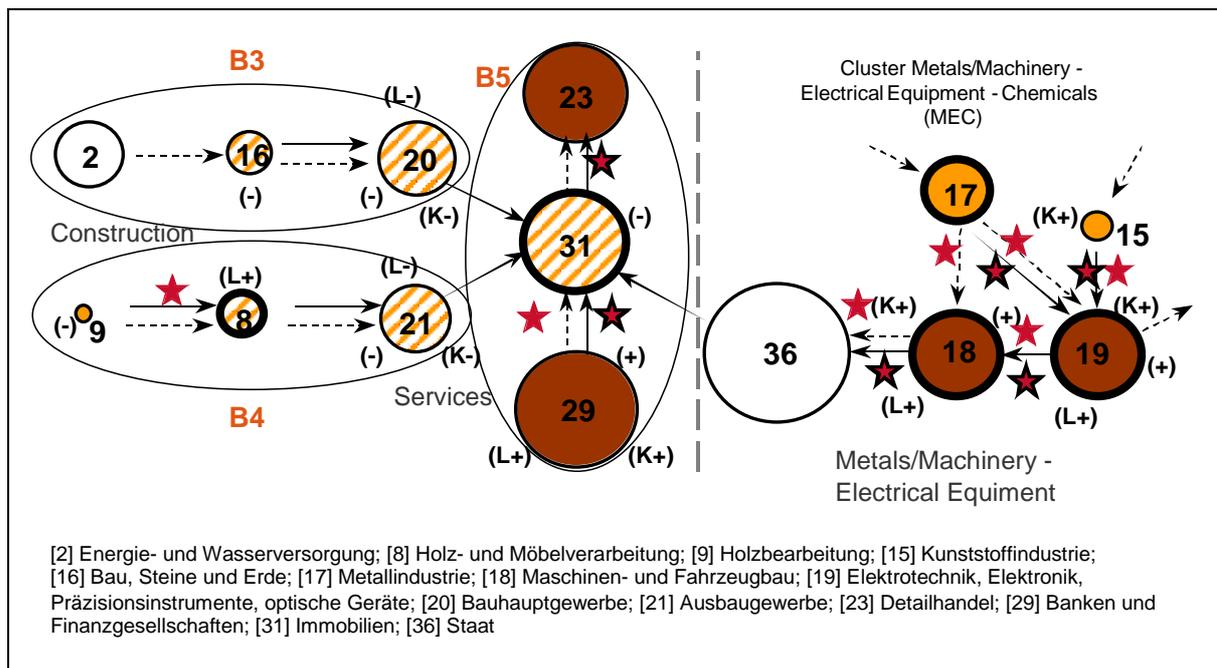 B3
B5
Cluster Metals/Machinery -
Electrical Equipment - Chemicals
(MEC)
(L-)
23
2
16
20
17
(-)
(-)
(K-)
(K+)
15
31
(-)
Construction
(L+)
(L-)
(-)
9
8
21
(-)
(K-)
(K+)
(+)
(K+)
36
18
19
(+)
(+)
Services
29
(L+)
(L+)
B4
(L+)
(K+)
Metals/Machinery -
Electrical Equiment
[2] Energie- und Wasserversorgung; [8] Holz- und Möbelverarbeitung; [9] Holzbearbeitung; [15] Kunststoffindustrie;
[16] Bau, Steine und Erde; [17] Metallindustrie; [18] Maschinen- und Fahrzeugbau; [19] Elektrotechnik, Elektronik,
Präzisionsinstrumente, optische Geräte; [20] Bauhauptgewerbe; [21] Ausbaugewerbe; [23] Detailhandel; [29] Banken und
Finanzgesellschaften; [31] Immobilien; [36] Staat